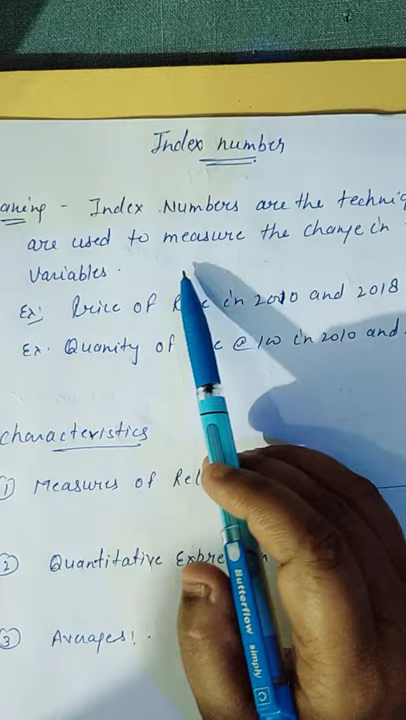 Index number
aning - Index Numbers are the techniq
are used to measure the change in
Variables.
Ex: Price of in 2010 and 2018
Ex. Quanity of @100 in 2010 and
characteristics
① Measures of Rel
② Quantitative Expre
③ Averages!.
Butterflow simply